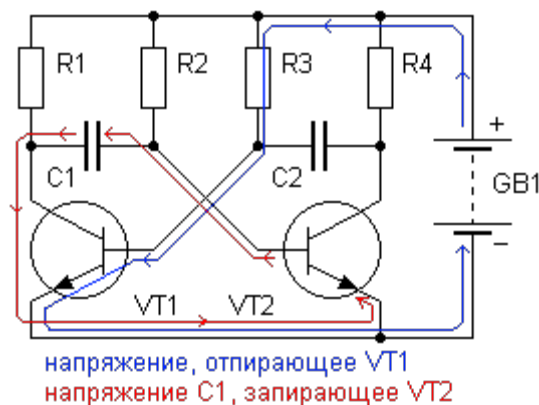 R1 R2 R3 R4
+
C1 C2 GB1
−
VT1 VT2
напряжение, отпирающее VT1
напряжение C1, запирающее VT2